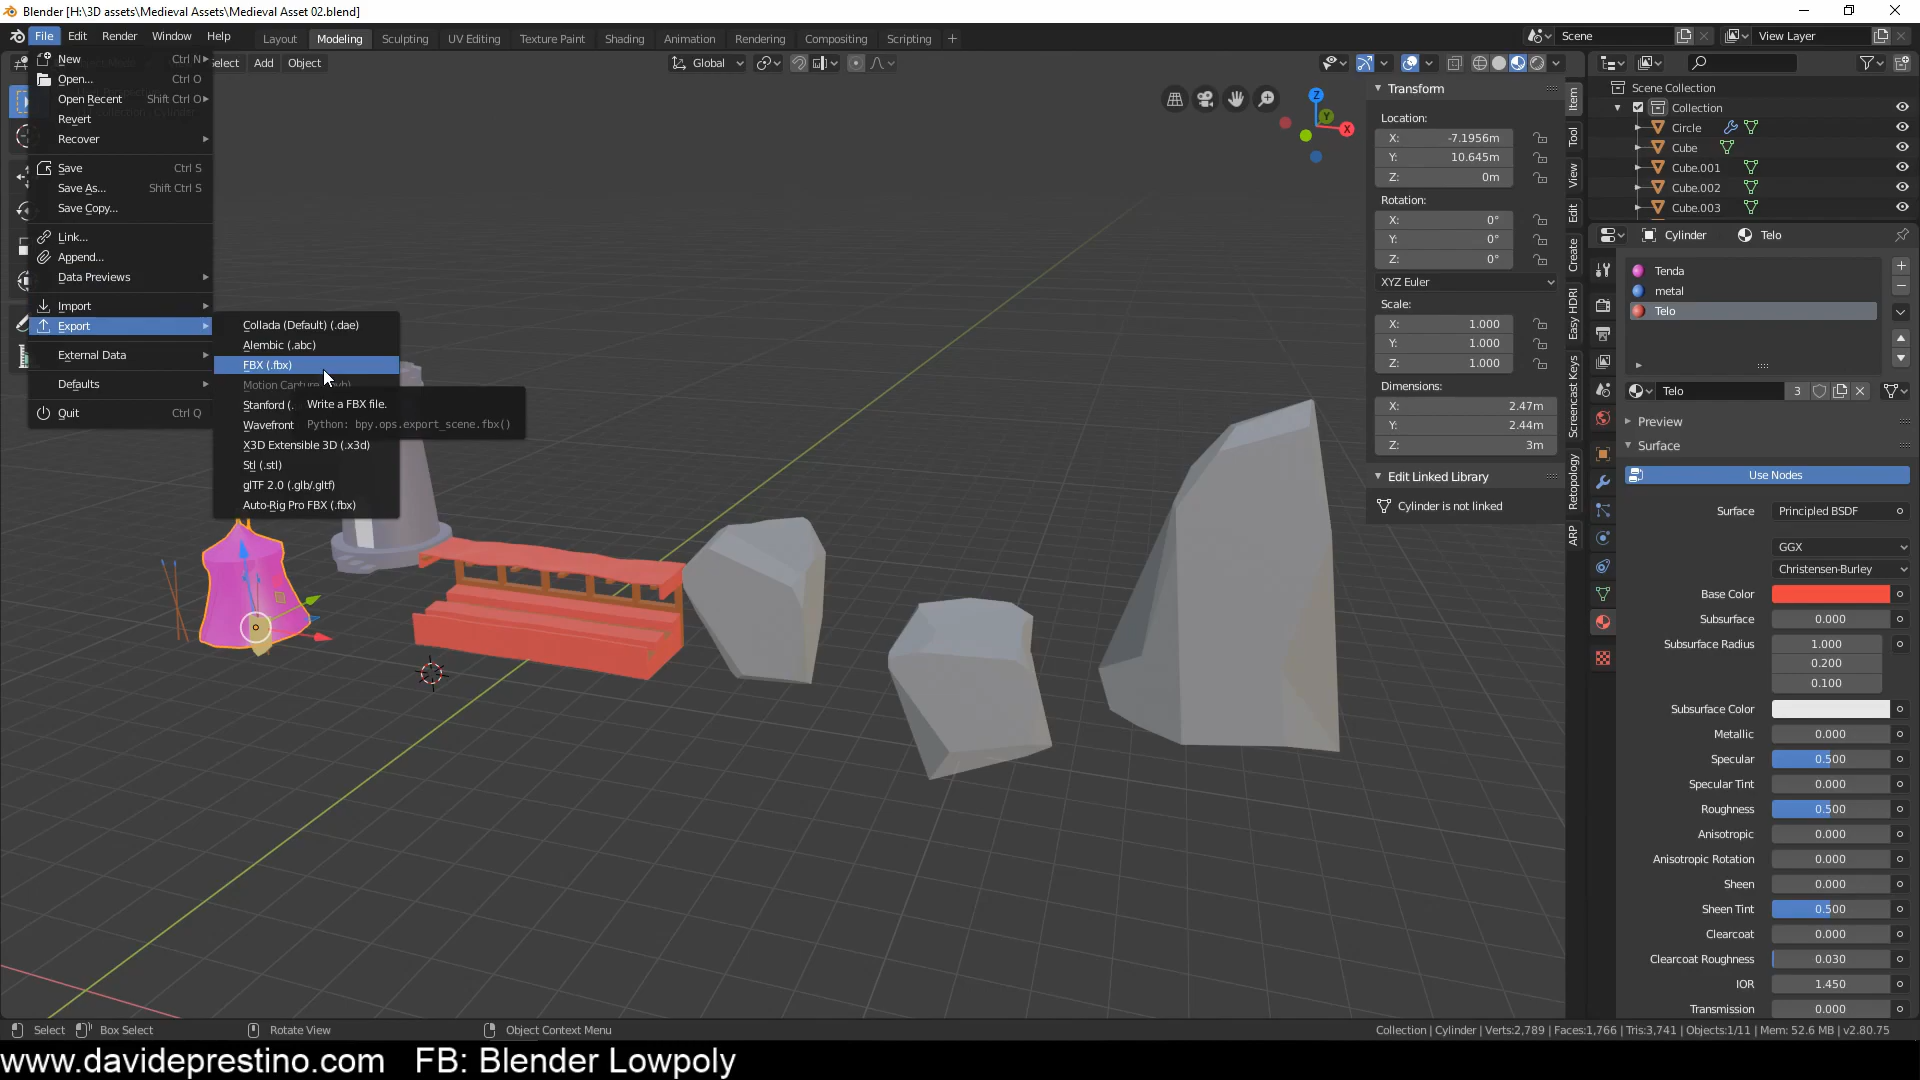 Blender [H:\3D assets\Medieval Assets\Medieval Asset 02.blend]
File Edit Render Window Help
Layout Modeling Sculpting UV Editing Texture Paint Shading Animation Rendering Compositing Scripting +
Scene
View Layer
Select Add Object
Global
New Ctrl N
Open... Ctrl O
Open Recent Shift Ctrl O
Revert
Recover
Save Ctrl S
Save As... Shift Ctrl S
Save Copy...
Link...
Append...
Data Previews
Import
Export
External Data
Defaults
Quit Ctrl Q
Collada (Default) (.dae)
Alembic (.abc)
FBX (.fbx)
Motion Capture
Stanford (.
Wavefront
X3D Extensible 3D (.x3d)
Stl (.stl)
glTF 2.0 (.glb/.gltf)
Auto-Rig Pro FBX (.fbx)
Write a FBX file.
Python: bpy.ops.export_scene.fbx()
Z
Y
X
Transform
Location:
X: -7.1956m
Y: 10.645m
Z: 0m
Rotation:
X: 0°
Y: 0°
Z: 0°
XYZ Euler
Scale:
X: 1.000
Y: 1.000
Z: 1.000
Dimensions:
X: 2.47m
Y: 2.44m
Z: 3m
Edit Linked Library
Cylinder is not linked
Item
Tool
View
Edit
Create
Easy HDRI
Screencast Keys
Retopology
ARP
Scene Collection
Collection
Circle
Cube
Cube.001
Cube.002
Cube.003
Cylinder Telo
Tenda
metal
Telo
Telo 3
Preview
Surface
Use Nodes
Surface Principled BSDF
GGX
Christensen-Burley
Base Color
Subsurface 0.000
Subsurface Radius 1.000
0.200
0.100
Subsurface Color
Metallic 0.000
Specular 0.500
Specular Tint 0.000
Roughness 0.500
Anisotropic 0.000
Anisotropic Rotation 0.000
Sheen 0.000
Sheen Tint 0.500
Clearcoat 0.000
Clearcoat Roughness 0.030
IOR 1.450
Transmission 0.000
Select Box Select Rotate View Object Context Menu
Collection | Cylinder | Verts:2,789 | Faces:1,766 | Tris:3,741 | Objects:1/11 | Mem: 52.6 MB | v2.80.75
www.davideprestino.com FB: Blender Lowpoly